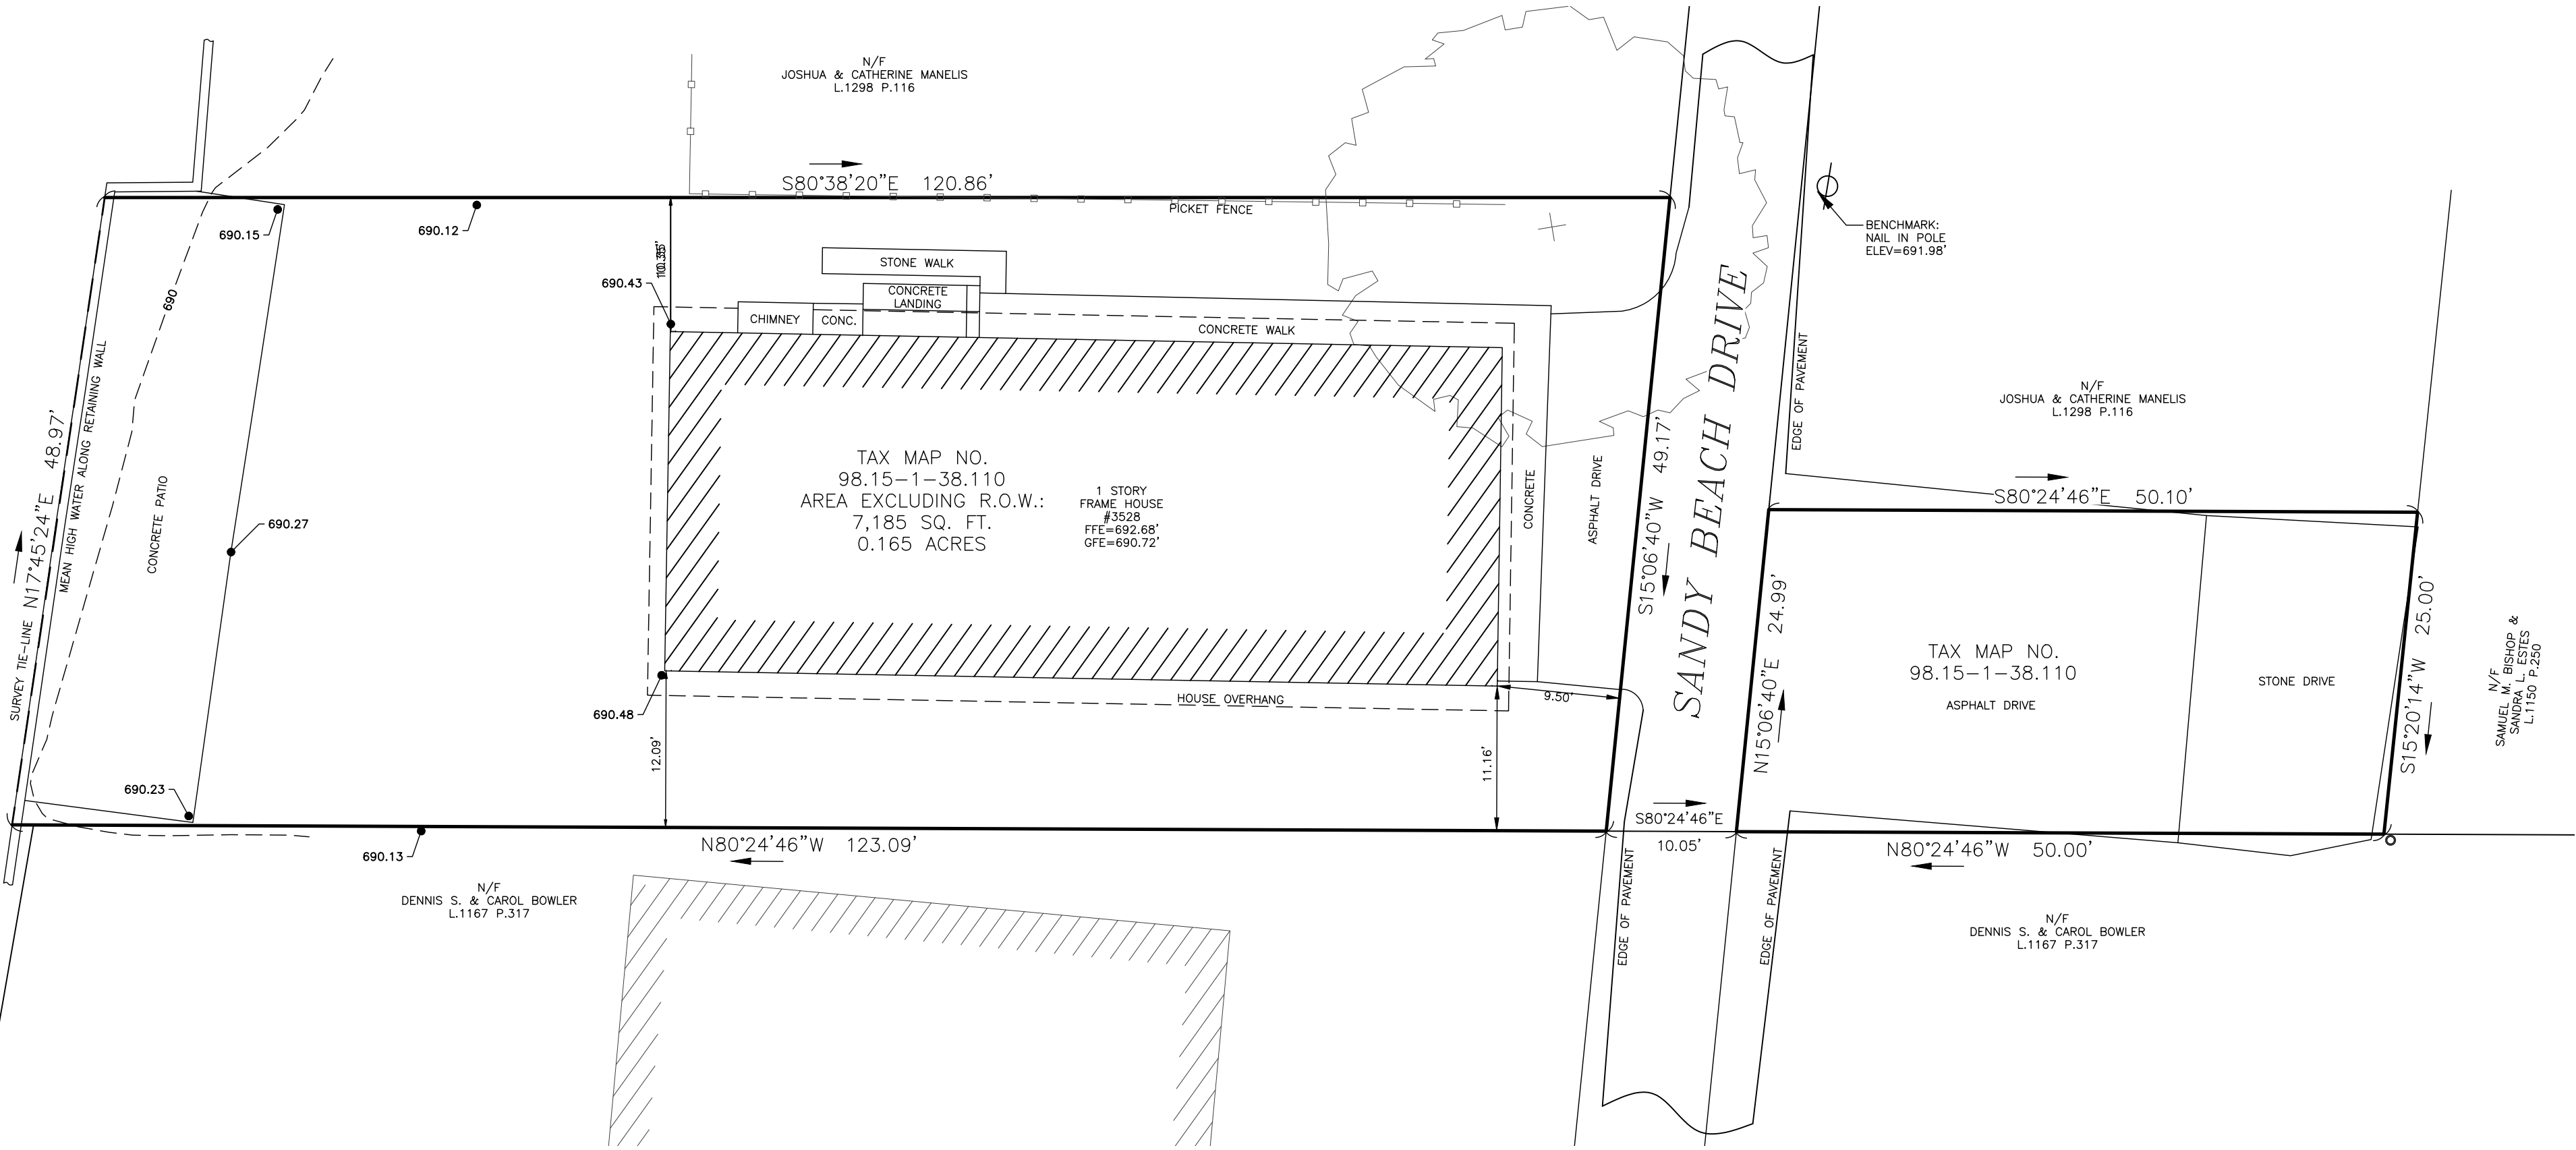 N/F
JOSHUA & CATHERINE MANELIS
L.1298 P.116
S80°38'20"E 120.86'
PICKET FENCE
690.15
690.12
690.43
STONE WALK
CONCRETE
LANDING
CHIMNEY
CONC.
CONCRETE WALK
BENCHMARK:
NAIL IN POLE
ELEV=691.98'
690
SURVEY TIE-LINE N17°45'24"E 48.97'
MEAN HIGH WATER ALONG RETAINING WALL
CONCRETE PATIO
690.27
TAX MAP NO.
98.15-1-38.110
AREA EXCLUDING R.O.W.:
7,185 SQ. FT.
0.165 ACRES
1 STORY
FRAME HOUSE
#3528
FFE=692.68'
GFE=690.72'
CONCRETE
ASPHALT DRIVE
S15°06'40"W 49.17'
SANDY BEACH DRIVE
EDGE OF PAVEMENT
N/F
JOSHUA & CATHERINE MANELIS
L.1298 P.116
S80°24'46"E 50.10'
N15°06'40"E 24.99'
TAX MAP NO.
98.15-1-38.110
ASPHALT DRIVE
STONE DRIVE
S15°20'14"W 25.00'
N/F
SAMUEL M. BISHOP &
SANDRA L. ESTES
L.1150 P.250
690.48
HOUSE OVERHANG
9.50'
12.09'
11.16'
690.23
690.13
N80°24'46"W 123.09'
S80°24'46"E
10.05'
N80°24'46"W 50.00'
N/F
DENNIS S. & CAROL BOWLER
L.1167 P.317
EDGE OF PAVEMENT
EDGE OF PAVEMENT
N/F
DENNIS S. & CAROL BOWLER
L.1167 P.317